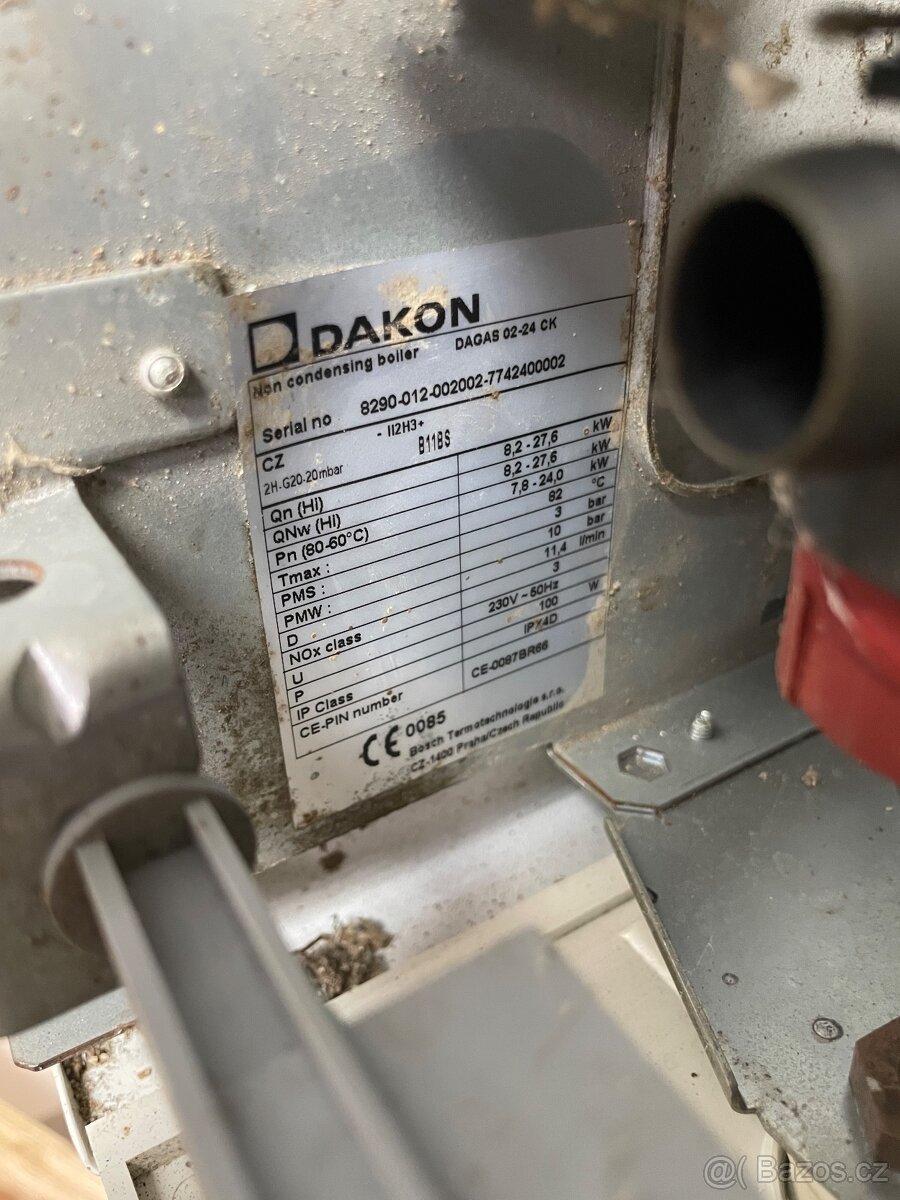 DAKON
Non condensing boiler DAGAS 02-24 CK
Serial no 8290-012-002002-7742400002
CZ - II2H3+
2H-G20-20mbar B11BS
Qn (Hi) 8,2 - 27,6 kW
QNw (Hi) 8,2 - 27,6 kW
Pn (80-60°C) 7,8 - 24,0 kW
Tmax : 82 °C
PMS : 3 bar
PMW : 10 bar
D 11,4 l/min
NOx class 3
U 230V ~ 50Hz
P 100 W
IP Class IPX4D
CE-PIN number CE-0087BR66
CE 0085
Bosch Termotechnologie s.r.o.
CZ-1400 Praha/Czech Republic
@( Bazos.cz